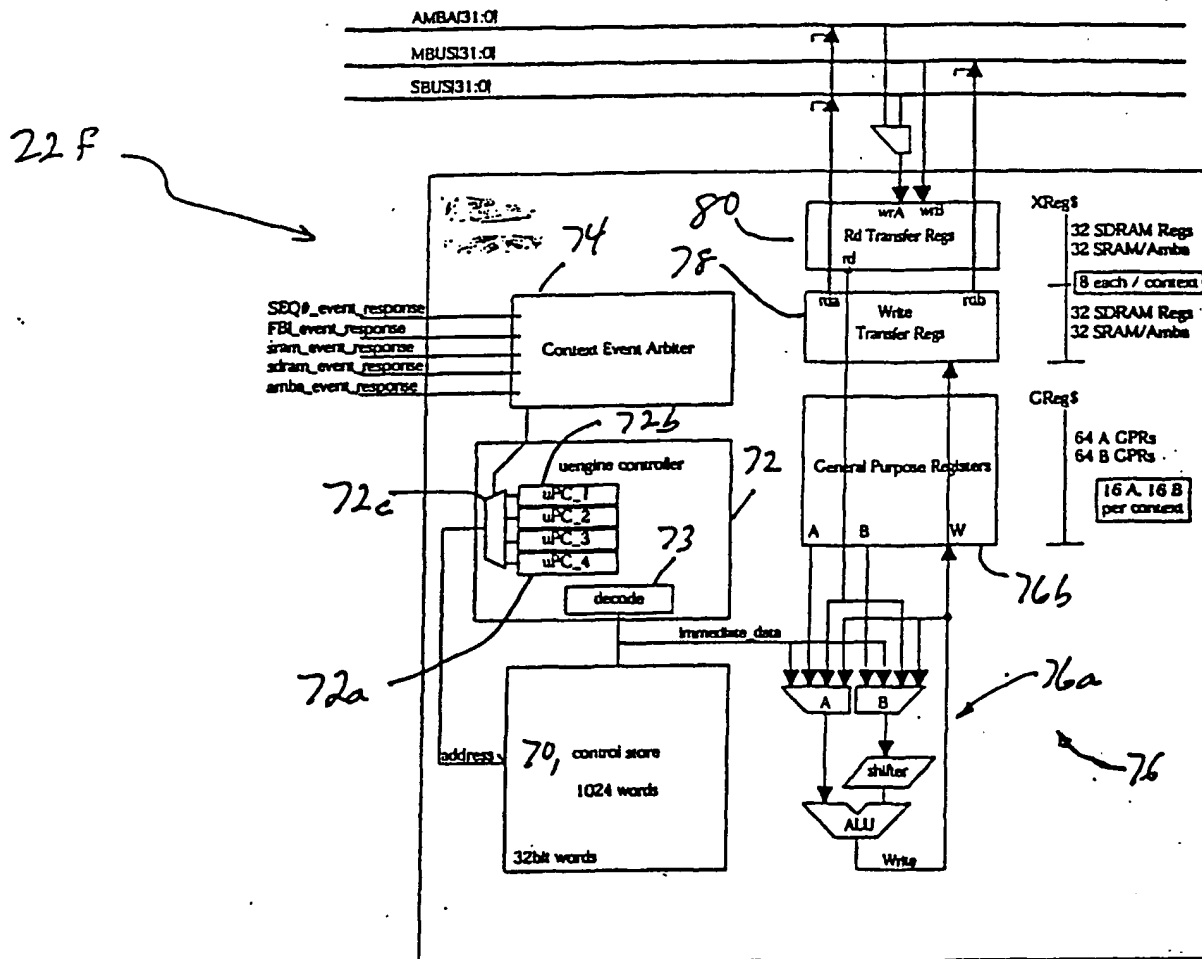 AMBA[31:0]
MBUS[31:0]
SBUS[31:0]
22f
80
wrA wrB
Rd Transfer Regs
rd
XReg$
32 SDRAM Regs
32 SRAM/Amba
8 each / context
32 SDRAM Regs
32 SRAM/Amba
78
rda
rdb
Write
Transfer Regs
74
SEQ#_event_response
FBI_event_response
sram_event_response
sdram_event_response
amba_event_response
Context Event Arbiter
72b
uengine controller
72
72c
uPC_1
uPC_2
uPC_3
uPC_4
73
decode
72a
GReg$
64 A GPRs
64 B GPRs
16 A, 16 B
per context
General Purpose Registers
A
B
W
76b
immediate_data
A
B
76a
76
shifter
ALU
Write
address
70,
control store
1024 words
32bit words